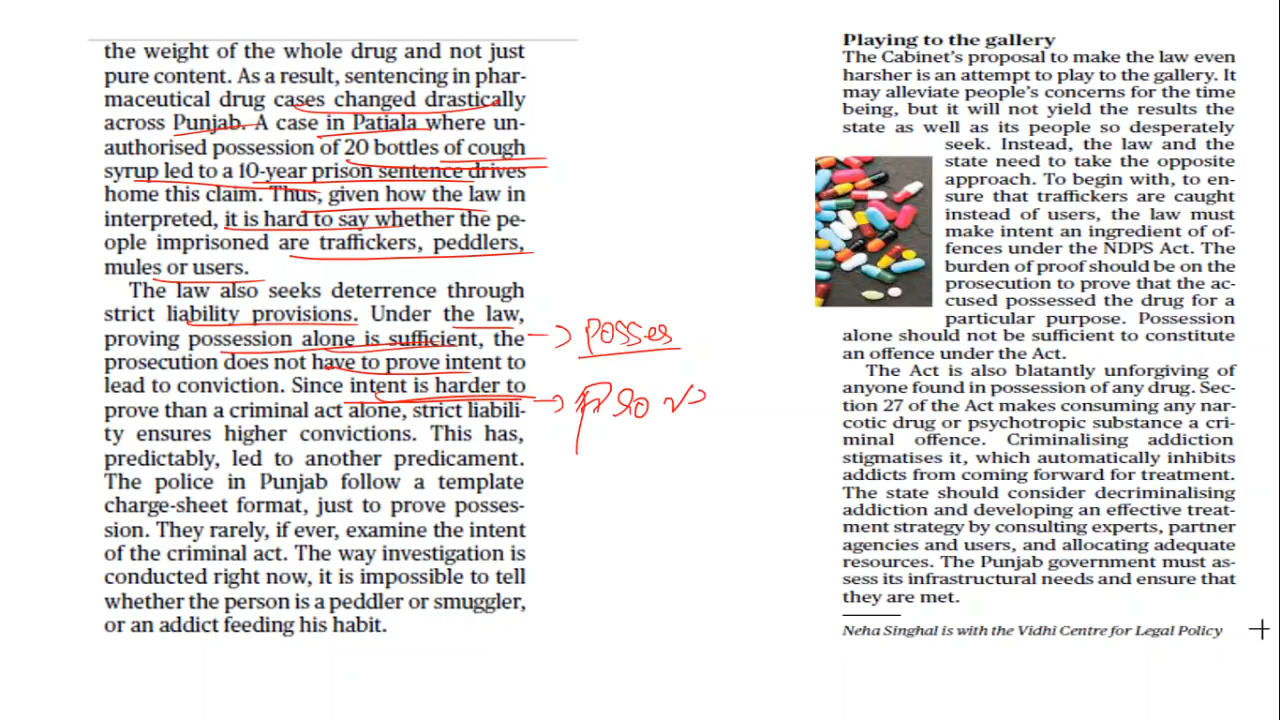 the weight of the whole drug and not just
pure content. As a result, sentencing in phar-
maceutical drug cases changed drastically
across Punjab. A case in Patiala where un-
authorised possession of 20 bottles of cough
syrup led to a 10-year prison sentence drives
home this claim. Thus, given how the law in
interpreted, it is hard to say whether the pe-
ople imprisoned are traffickers, peddlers,
mules or users.
The law also seeks deterrence through
strict liability provisions. Under the law,
proving possession alone is sufficient, the
prosecution does not have to prove intent to
lead to conviction. Since intent is harder to
prove than a criminal act alone, strict liabili-
ty ensures higher convictions. This has,
predictably, led to another predicament.
The police in Punjab follow a template
charge-sheet format, just to prove posses-
sion. They rarely, if ever, examine the intent
of the criminal act. The way investigation is
conducted right now, it is impossible to tell
whether the person is a peddler or smuggler,
or an addict feeding his habit.
posses
Playing to the gallery
The Cabinet's proposal to make the law even
harsher is an attempt to play to the gallery. It
may alleviate people's concerns for the time
being, but it will not yield the results the
state as well as its people so desperately
seek. Instead, the law and the
state need to take the opposite
approach. To begin with, to en-
sure that traffickers are caught
instead of users, the law must
make intent an ingredient of of-
fences under the NDPS Act. The
burden of proof should be on the
prosecution to prove that the ac-
cused possessed the drug for a
particular purpose. Possession
alone should not be sufficient to constitute
an offence under the Act.
The Act is also blatantly unforgiving of
anyone found in possession of any drug. Sec-
tion 27 of the Act makes consuming any nar-
cotic drug or psychotropic substance a cri-
minal offence. Criminalising addiction
stigmatises it, which automatically inhibits
addicts from coming forward for treatment.
The state should consider decriminalising
addiction and developing an effective treat-
ment strategy by consulting experts, partner
agencies and users, and allocating adequate
resources. The Punjab government must as-
sess its infrastructural needs and ensure that
they are met.
Neha Singhal is with the Vidhi Centre for Legal Policy